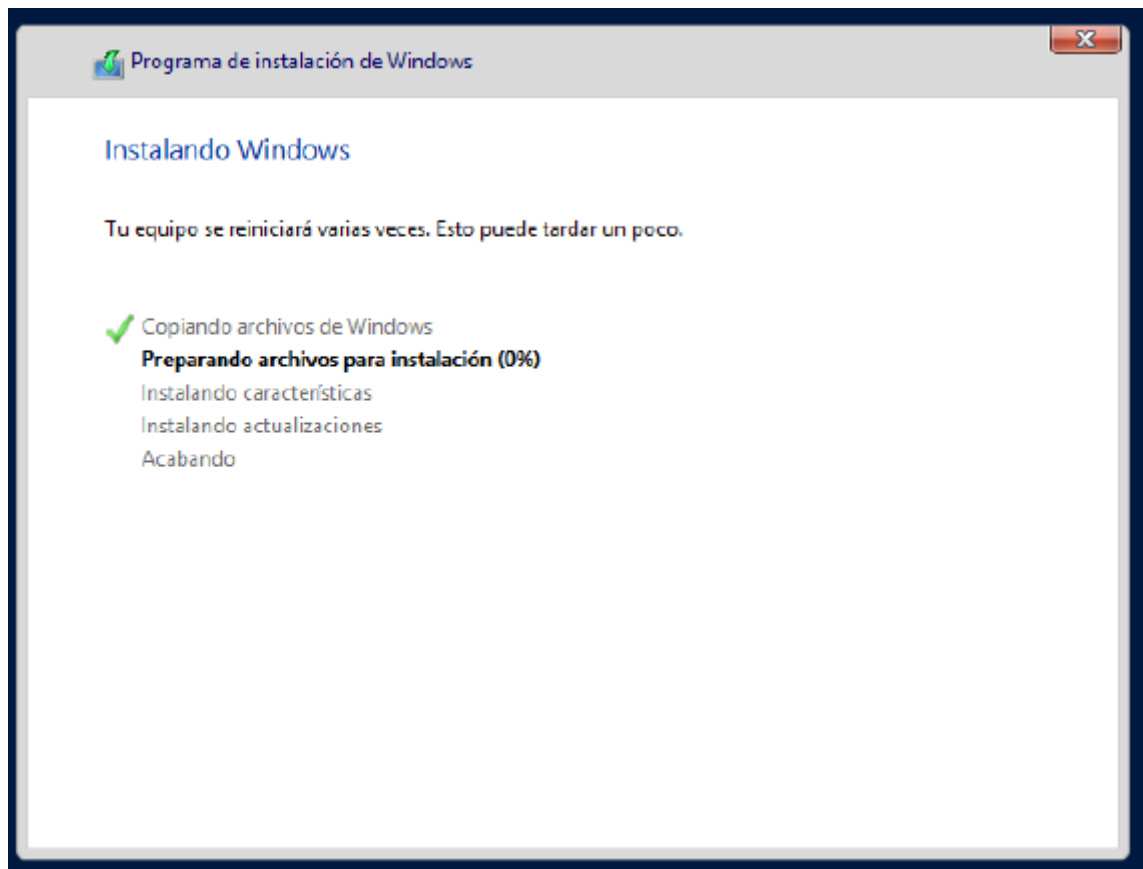 Programa de instalación de Windows
Instalando Windows
Tu equipo se reiniciará varias veces. Esto puede tardar un poco.
Copiando archivos de Windows
Preparando archivos para instalación (0%)
Instalando características
Instalando actualizaciones
Acabando